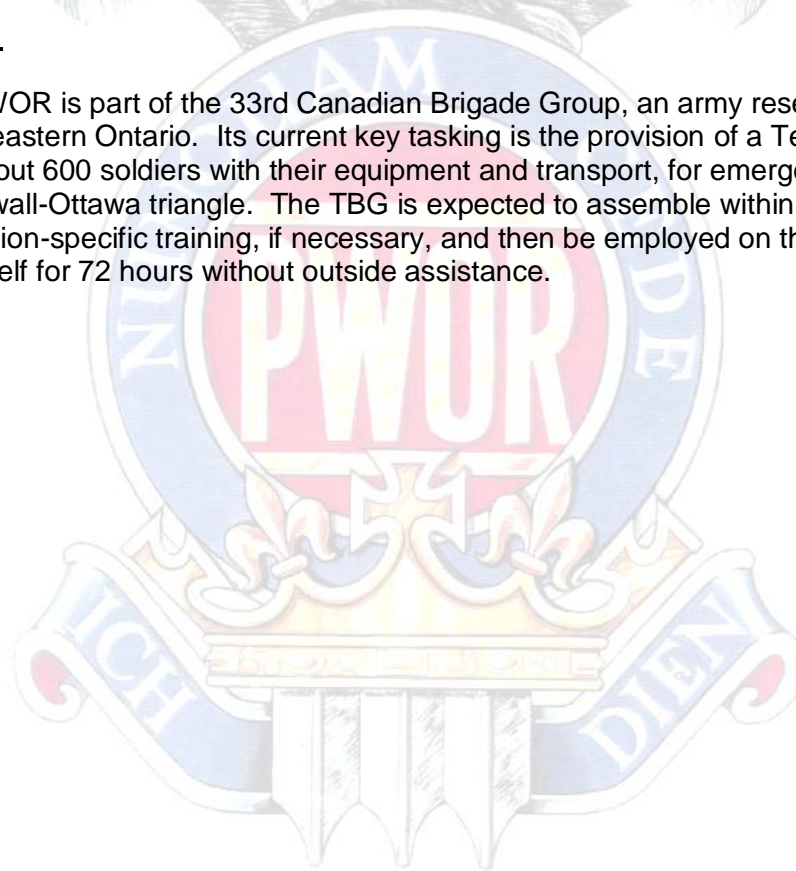 WOR is part of the 33rd Canadian Brigade Group, an army rese
eastern Ontario. Its current key tasking is the provision of a Te
out 600 soldiers with their equipment and transport, for emerge
wall-Ottawa triangle. The TBG is expected to assemble within
ion-specific training, if necessary, and then be employed on th
elf for 72 hours without outside assistance.
PWOR
ICH DIEN